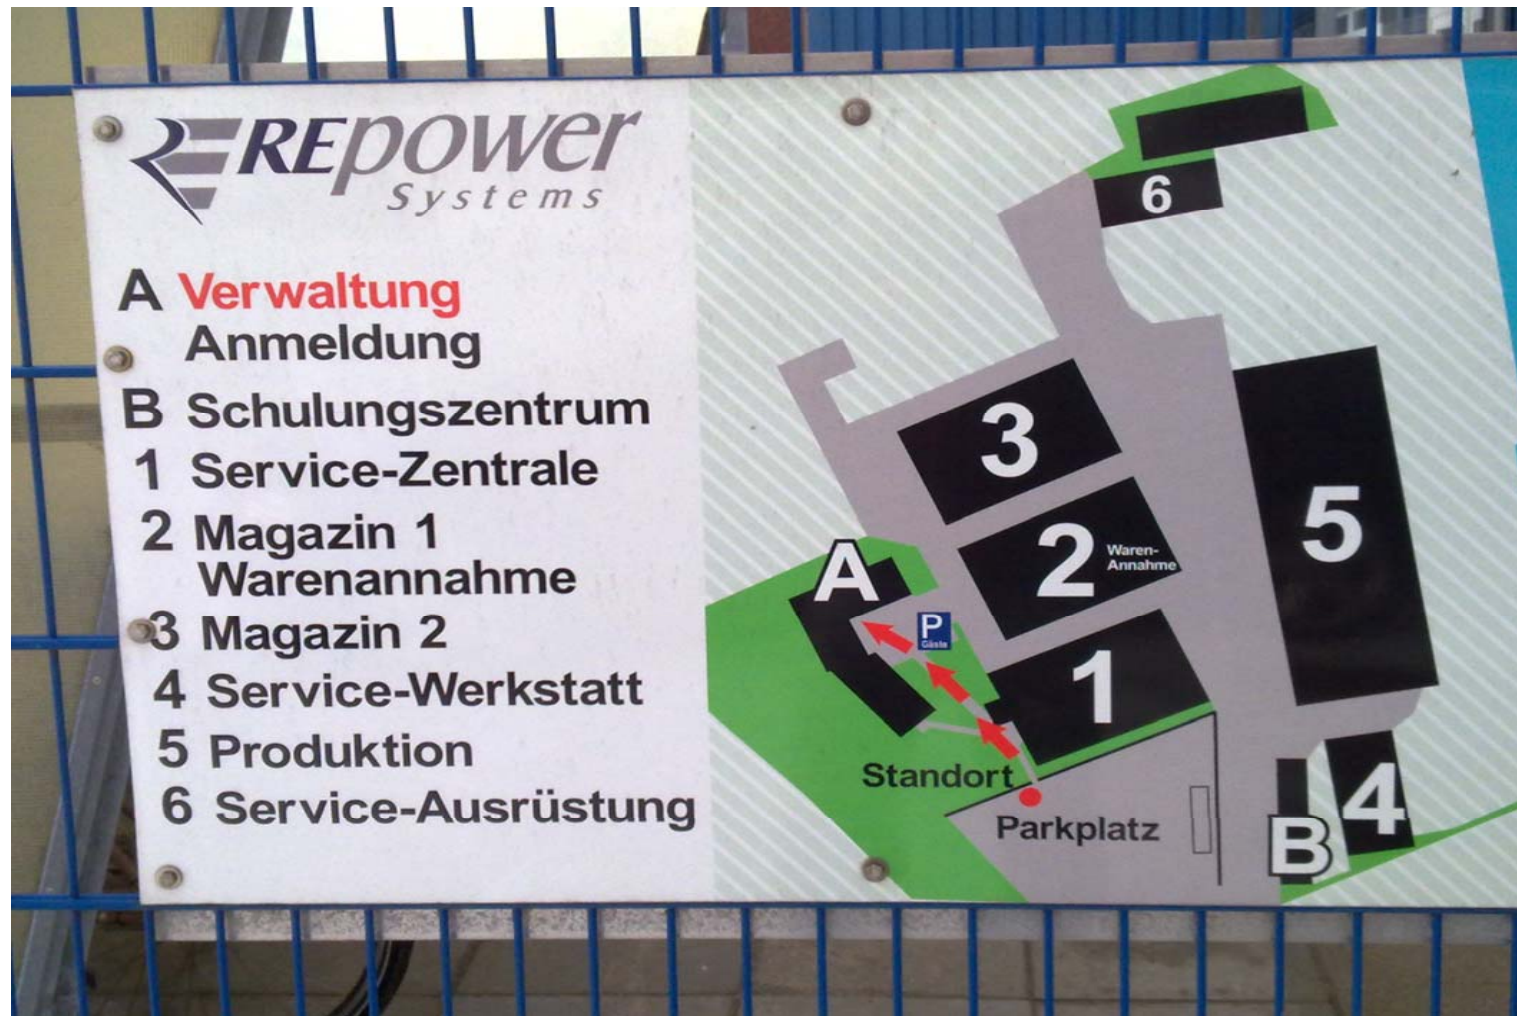 REpower
Systems
A Verwaltung
Anmeldung
B Schulungszentrum
1 Service-Zentrale
2 Magazin 1
Warenannahme
3 Magazin 2
4 Service-Werkstatt
5 Produktion
6 Service-Ausrüstung
6
3
5
2 Waren-
Annahme
A
P
Gäste
1
Standort
Parkplatz
4
B